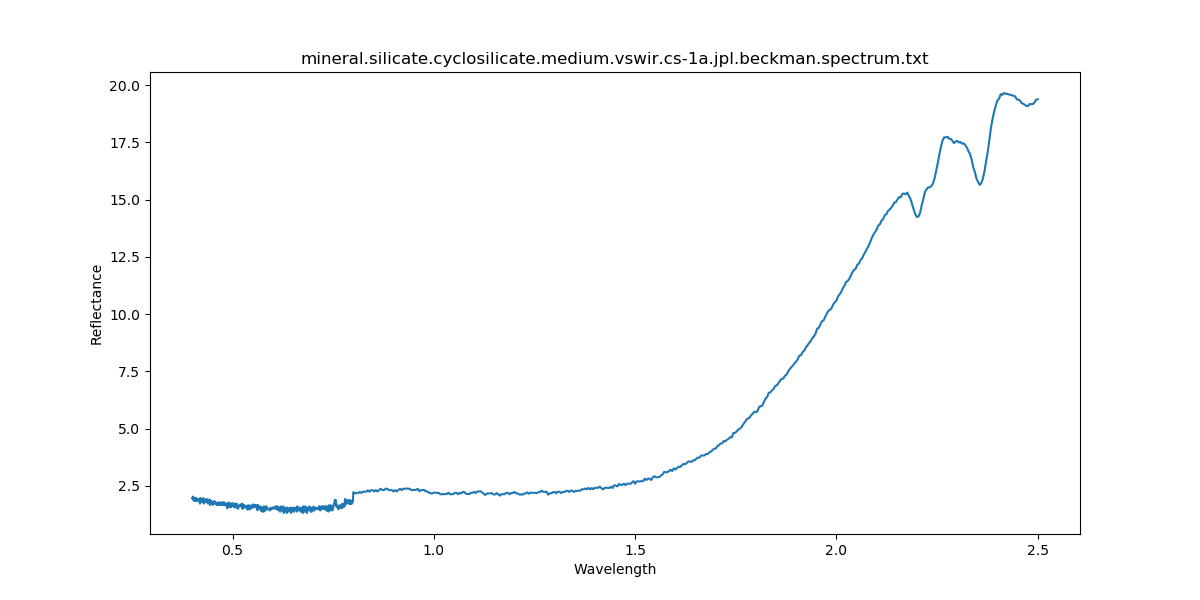 mineral.silicate.cyclosilicate.medium.vswir.cs-1a.jpl.beckman.spectrum.txt
20.0
17.5
15.0
12.5
10.0
7.5
5.0
2.5
Reflectance
0.5 1.0 1.5 2.0 2.5
Wavelength